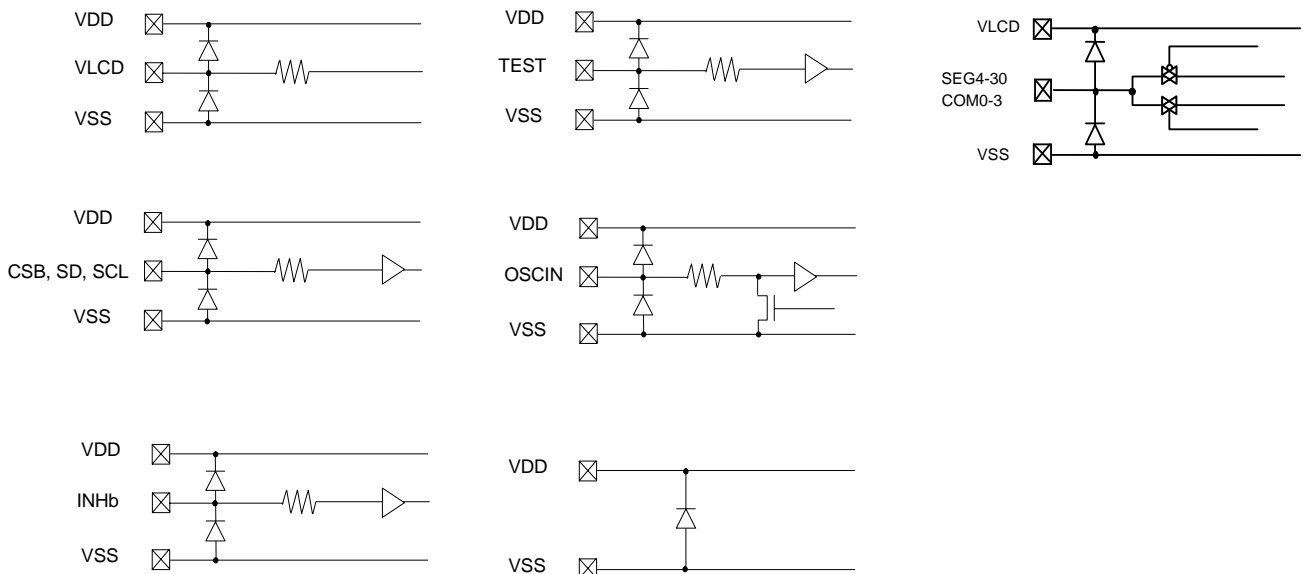 VDD
VLCD
VSS
VDD
TEST
VSS
VLCD
SEG4-30
COM0-3
VSS
VDD
CSB, SD, SCL
VSS
VDD
OSCIN
VSS
VDD
INHb
VSS
VDD
VSS